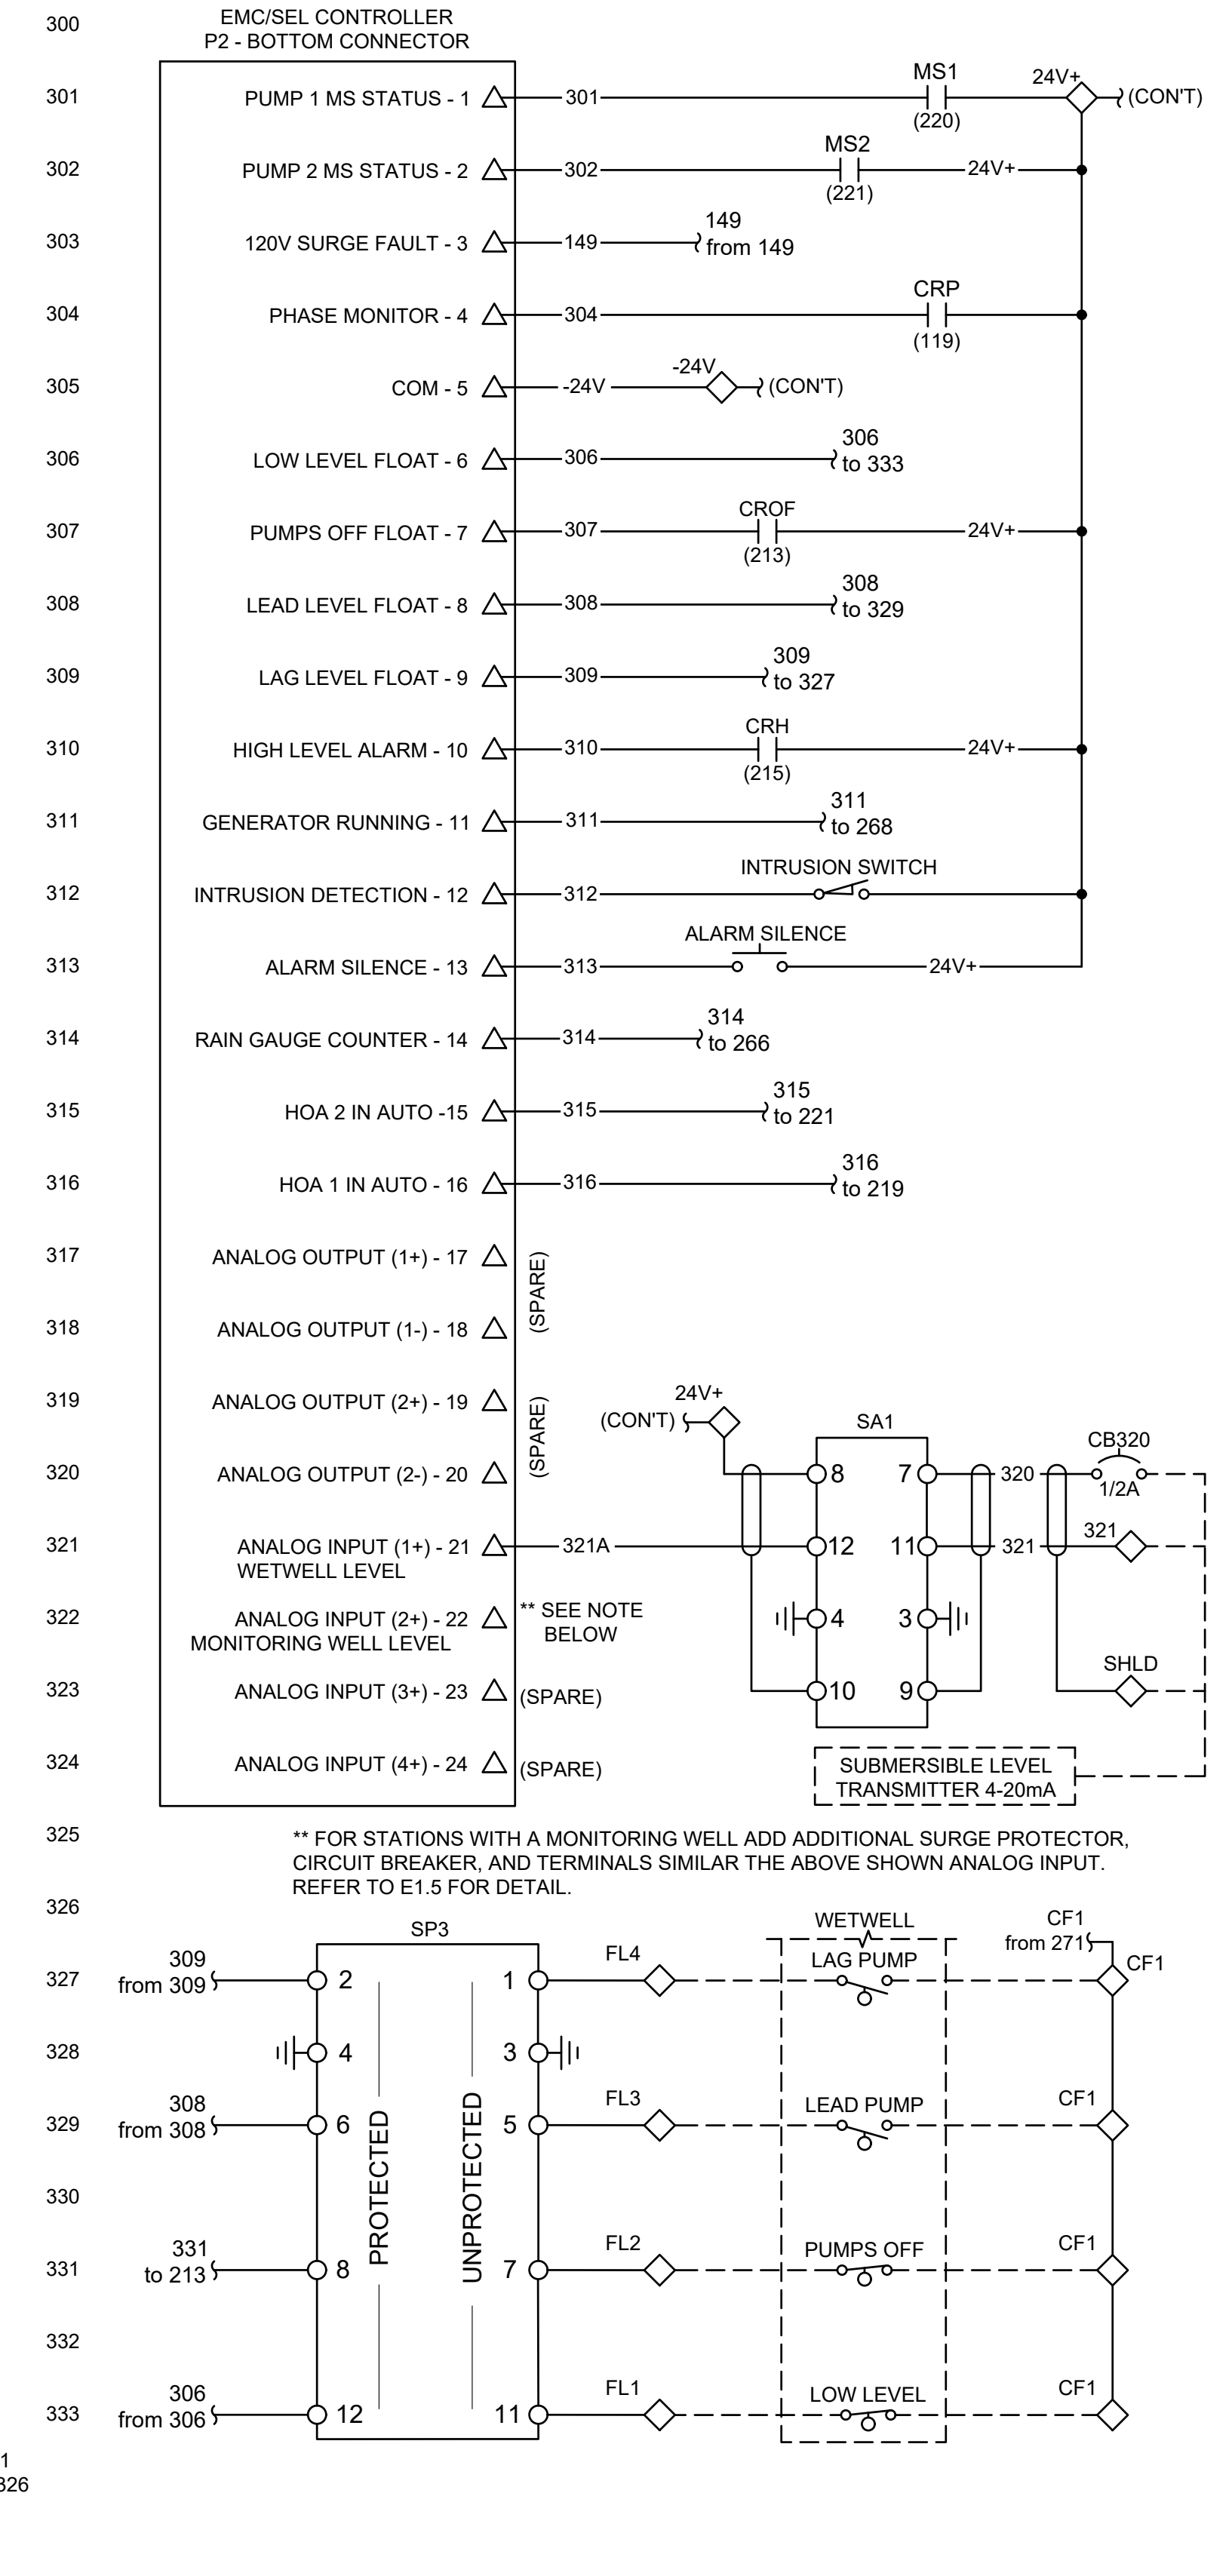 300
EMC/SEL CONTROLLER
P2 - BOTTOM CONNECTOR
301
PUMP 1 MS STATUS - 1
301
MS1
(220)
24V+
(CON'T)
302
PUMP 2 MS STATUS - 2
302
MS2
(221)
24V+
303
120V SURGE FAULT - 3
149
149
from 149
304
PHASE MONITOR - 4
304
CRP
(119)
305
COM - 5
-24V
-24V
(CON'T)
306
LOW LEVEL FLOAT - 6
306
306
to 333
307
PUMPS OFF FLOAT - 7
307
CROF
(213)
24V+
308
LEAD LEVEL FLOAT - 8
308
308
to 329
309
LAG LEVEL FLOAT - 9
309
309
to 327
310
HIGH LEVEL ALARM - 10
310
CRH
(215)
24V+
311
GENERATOR RUNNING - 11
311
311
to 268
312
INTRUSION DETECTION - 12
312
INTRUSION SWITCH
313
ALARM SILENCE - 13
313
ALARM SILENCE
24V+
314
RAIN GAUGE COUNTER - 14
314
314
to 266
315
HOA 2 IN AUTO -15
315
315
to 221
316
HOA 1 IN AUTO - 16
316
316
to 219
317
ANALOG OUTPUT (1+) - 17
(SPARE)
318
ANALOG OUTPUT (1-) - 18
319
ANALOG OUTPUT (2+) - 19
(SPARE)
24V+
(CON'T)
SA1
320
ANALOG OUTPUT (2-) - 20
8
7
320
CB320
1/2A
321
ANALOG INPUT (1+) - 21
WETWELL LEVEL
321A
12
11
321
321
322
ANALOG INPUT (2+) - 22
MONITORING WELL LEVEL
** SEE NOTE
BELOW
4
3
323
ANALOG INPUT (3+) - 23
(SPARE)
10
9
SHLD
324
ANALOG INPUT (4+) - 24
(SPARE)
SUBMERSIBLE LEVEL
TRANSMITTER 4-20mA
325
** FOR STATIONS WITH A MONITORING WELL ADD ADDITIONAL SURGE PROTECTOR,
CIRCUIT BREAKER, AND TERMINALS SIMILAR THE ABOVE SHOWN ANALOG INPUT.
REFER TO E1.5 FOR DETAIL.
326
SP3
WETWELL
CF1
from 271
327
309
from 309
2
1
FL4
LAG PUMP
CF1
328
4
3
329
308
from 308
6
5
FL3
LEAD PUMP
CF1
PROTECTED
UNPROTECTED
330
331
331
to 213
8
7
FL2
PUMPS OFF
CF1
332
333
306
from 306
12
11
FL1
LOW LEVEL
CF1
1
326